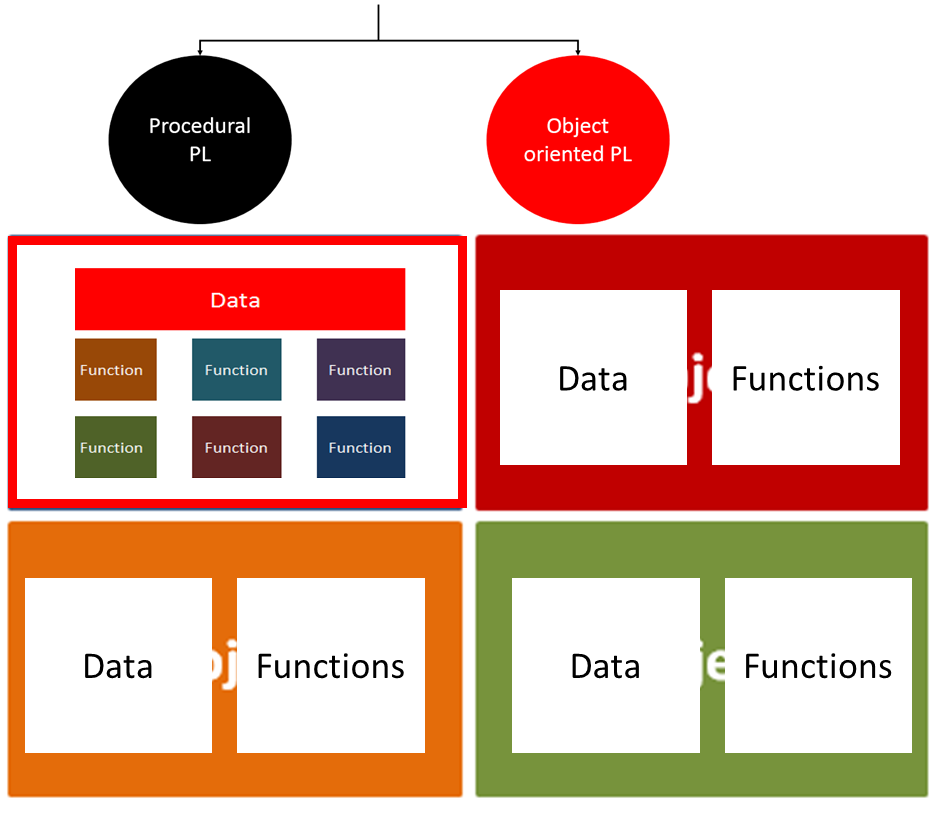 Procedural
PL
Object
oriented PL
Data
Function
Function
Function
Function
Function
Function
Data
Functions
Data
Functions
Data
Functions